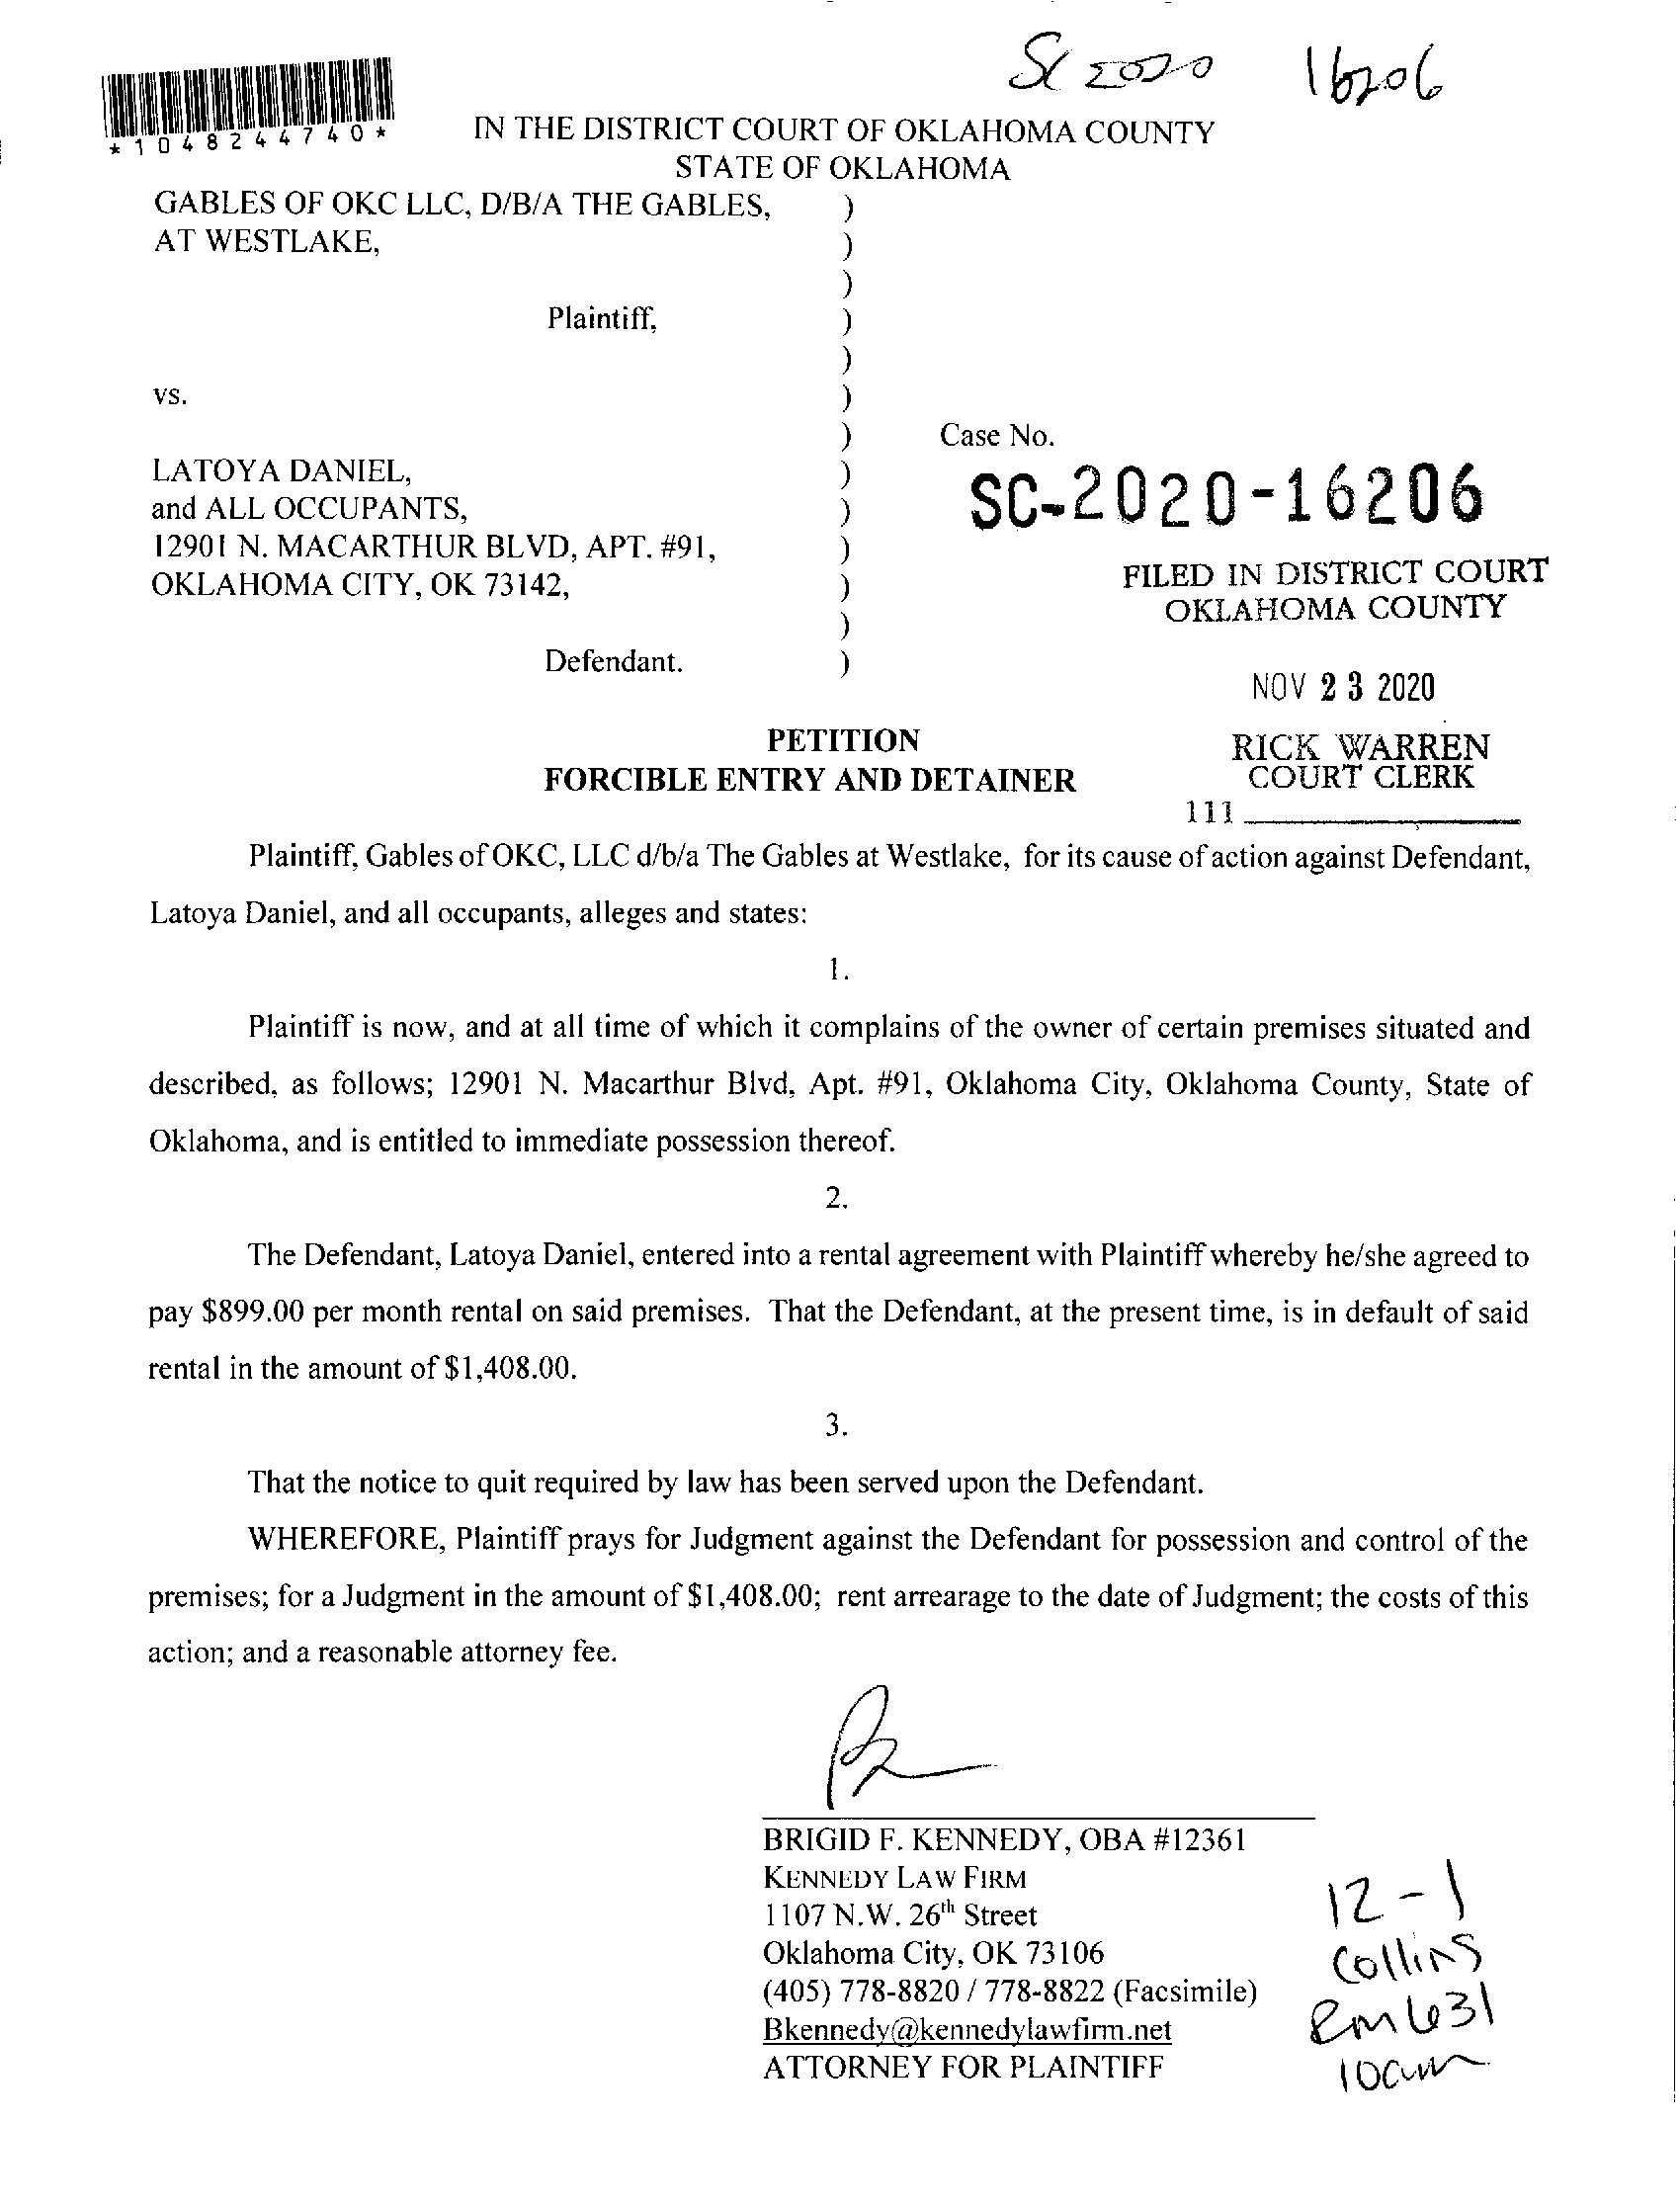 SC 2020 16206
*1048244740*
IN THE DISTRICT COURT OF OKLAHOMA COUNTY
STATE OF OKLAHOMA
GABLES OF OKC LLC, D/B/A THE GABLES, )
AT WESTLAKE, )
)
Plaintiff, )
)
vs. )
) Case No.
LATOYA DANIEL, )
SC-2020-16206
and ALL OCCUPANTS, )
12901 N. MACARTHUR BLVD, APT. #91, )
FILED IN DISTRICT COURT
OKLAHOMA CITY, OK 73142, )
OKLAHOMA COUNTY
)
Defendant. )
NOV 23 2020
PETITION
RICK WARREN
FORCIBLE ENTRY AND DETAINER
COURT CLERK
111
Plaintiff, Gables of OKC, LLC d/b/a The Gables at Westlake, for its cause of action against Defendant,
Latoya Daniel, and all occupants, alleges and states:
1.
Plaintiff is now, and at all time of which it complains of the owner of certain premises situated and
described, as follows; 12901 N. Macarthur Blvd, Apt. #91, Oklahoma City, Oklahoma County, State of
Oklahoma, and is entitled to immediate possession thereof.
2.
The Defendant, Latoya Daniel, entered into a rental agreement with Plaintiff whereby he/she agreed to
pay $899.00 per month rental on said premises. That the Defendant, at the present time, is in default of said
rental in the amount of $1,408.00.
3.
That the notice to quit required by law has been served upon the Defendant.
WHEREFORE, Plaintiff prays for Judgment against the Defendant for possession and control of the
premises; for a Judgment in the amount of $1,408.00; rent arrearage to the date of Judgment; the costs of this
action; and a reasonable attorney fee.
BRIGID F. KENNEDY, OBA #12361
KENNEDY LAW FIRM
1107 N.W. 26th Street
Oklahoma City, OK 73106
(405) 778-8820 / 778-8822 (Facsimile)
Bkennedy@kennedylawfirm.net
ATTORNEY FOR PLAINTIFF
12-1
Collins
Rm 631
10am